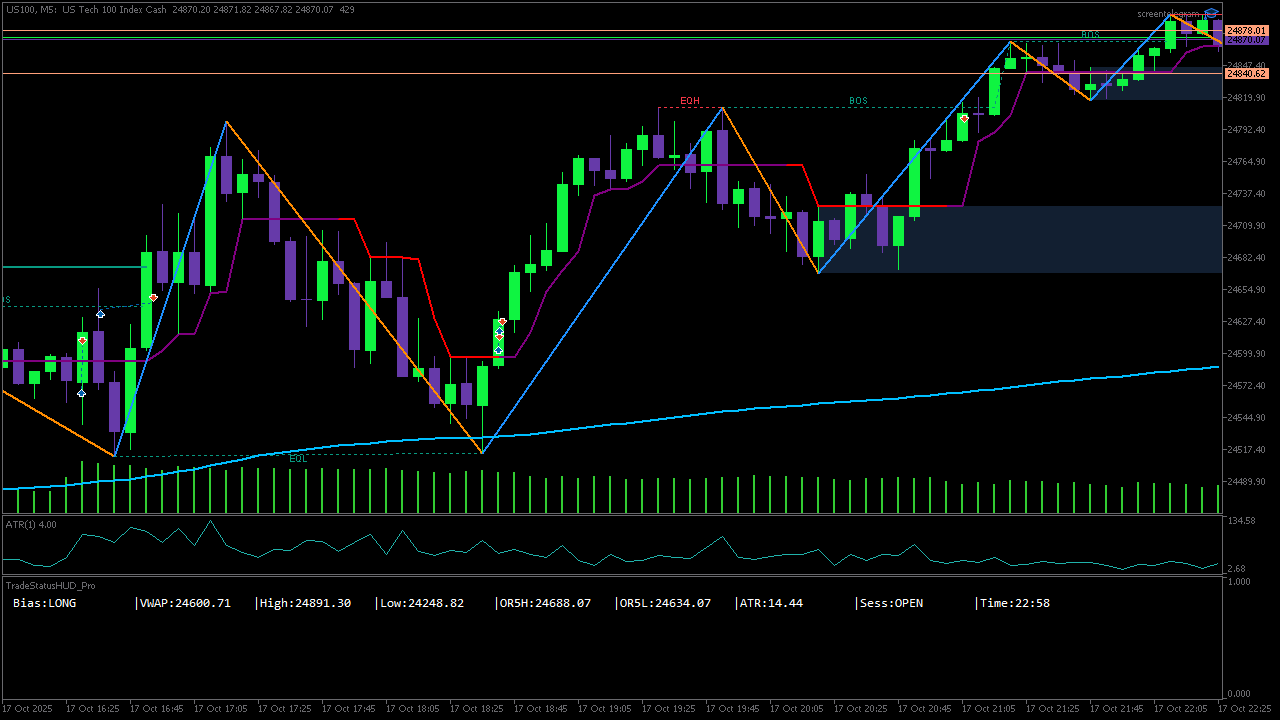 US100, M5: US Tech 100 Index Cash 24870.20 24871.82 24867.82 24870.07 429
BOS
24878.01
24870.07
24847.40
24840.62
EQH
BOS
24819.90
24792.40
24764.90
24737.40
24709.90
24682.40
24654.90
24627.40
24599.90
24572.40
24544.90
EQL
24517.40
24489.90
ATR(1) 4.00
134.58
2.68
TradeStatusHUD_Pro
1.000
Bias:LONG |VWAP:24600.71 |High:24891.30 |Low:24248.82 |OR5H:24688.07 |OR5L:24634.07 |ATR:14.44 |Sess:OPEN |Time:22:58
0.000
17 Oct 2025 17 Oct 16:25 17 Oct 16:45 17 Oct 17:05 17 Oct 17:25 17 Oct 17:45 17 Oct 18:05 17 Oct 18:25 17 Oct 18:45 17 Oct 19:05 17 Oct 19:25 17 Oct 19:45 17 Oct 20:05 17 Oct 20:25 17 Oct 20:45 17 Oct 21:05 17 Oct 21:25 17 Oct 21:45 17 Oct 22:05 17 Oct 22:25